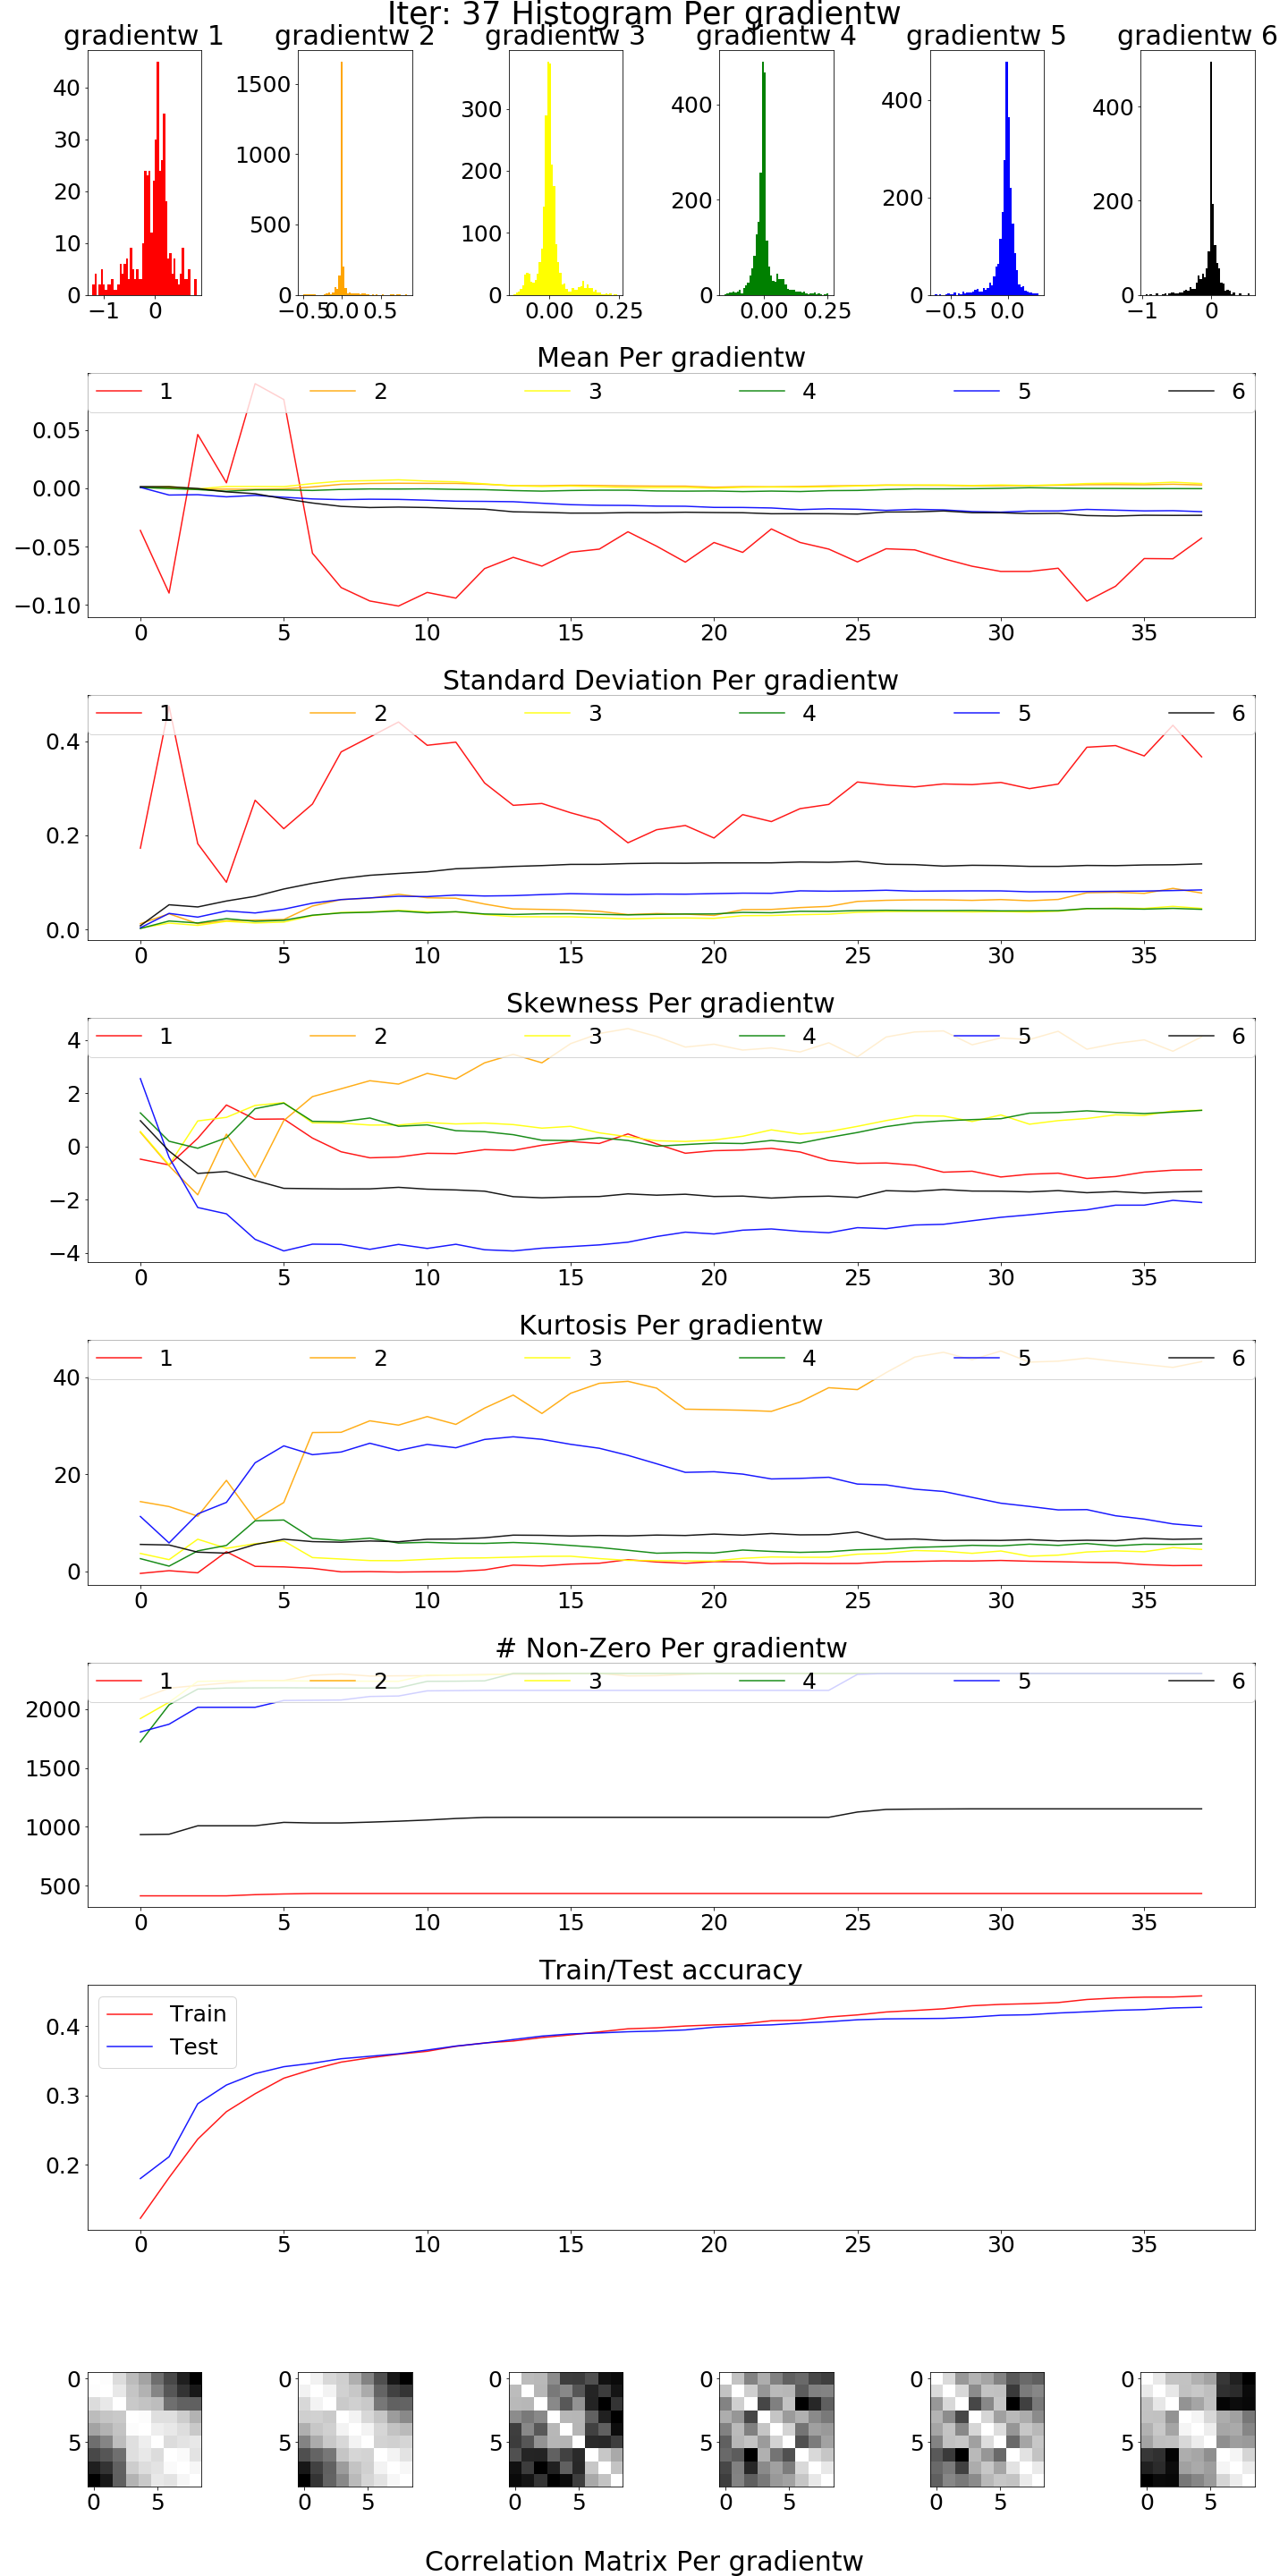 Iter: 37 Histogram Per gradientw
gradientw 1 gradientw 2 gradientw 3 gradientw 4 gradientw 5 gradientw 6
40 30 20 10 0
−1 0
1500 1000 500 0
−0.5 0.0 0.5
300 200 100 0
0.00 0.25
400 200 0
0.00 0.25
400 200 0
−0.5 0.0
400 200 0
−1 0
Mean Per gradientw
1 2 3 4 5 6
0.05
0.00
−0.05
−0.10
0 5 10 15 20 25 30 35
Standard Deviation Per gradientw
1 2 3 4 5 6
0.4
0.2
0.0
0 5 10 15 20 25 30 35
Skewness Per gradientw
1 2 3 4 5 6
4
2
0
−2
−4
0 5 10 15 20 25 30 35
Kurtosis Per gradientw
1 2 3 4 5 6
40
20
0
0 5 10 15 20 25 30 35
# Non-Zero Per gradientw
1 2 3 4 5 6
2000
1500
1000
500
0 5 10 15 20 25 30 35
Train/Test accuracy
Train
Test
0.4
0.3
0.2
0 5 10 15 20 25 30 35
0 0 0 0 0 0
5 5 5 5 5 5
0 5 0 5 0 5 0 5 0 5 0 5
Correlation Matrix Per gradientw